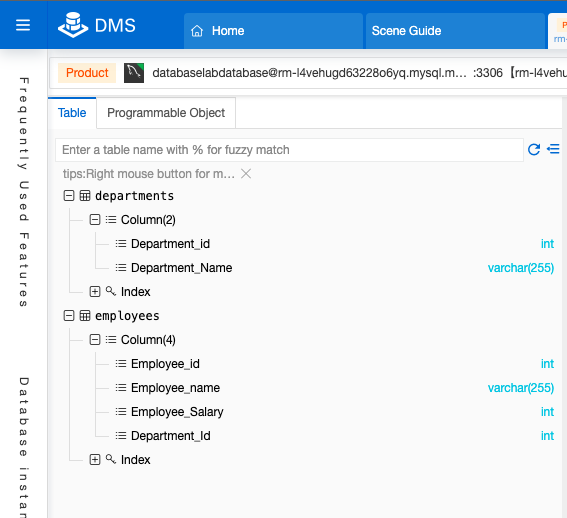 DMS
Home
Scene Guide
P
rm-
Product
databaselabdatabase@rm-l4vehugd63228o6yq.mysql.m... :3306【rm-l4vehu
Table
Programmable Object
Enter a table name with % for fuzzy match
tips:Right mouse button for m...
departments
Column(2)
Department_id int
Department_Name varchar(255)
Index
employees
Column(4)
Employee_id int
Employee_name varchar(255)
Employee_Salary int
Department_Id int
Index
Frequently Used Features
Database instan